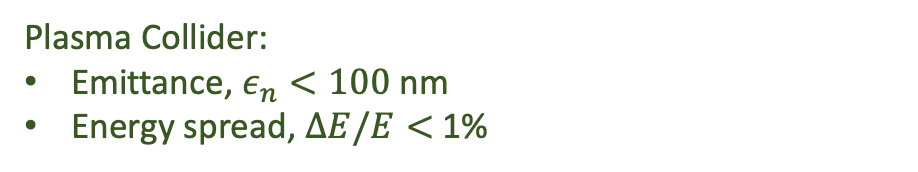 Plasma Collider:
• Emittance, ϵₙ < 100 nm
• Energy spread, Δ𝐸/𝐸 < 1%